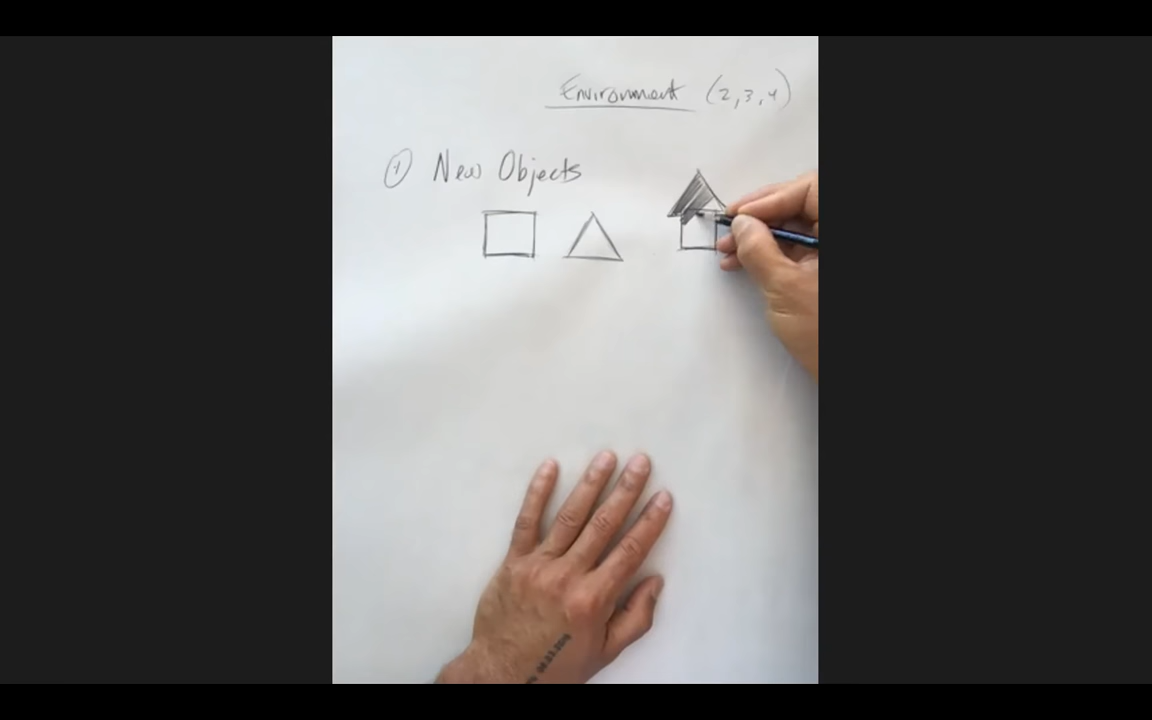 Environment (2,3,4)
① New Objects